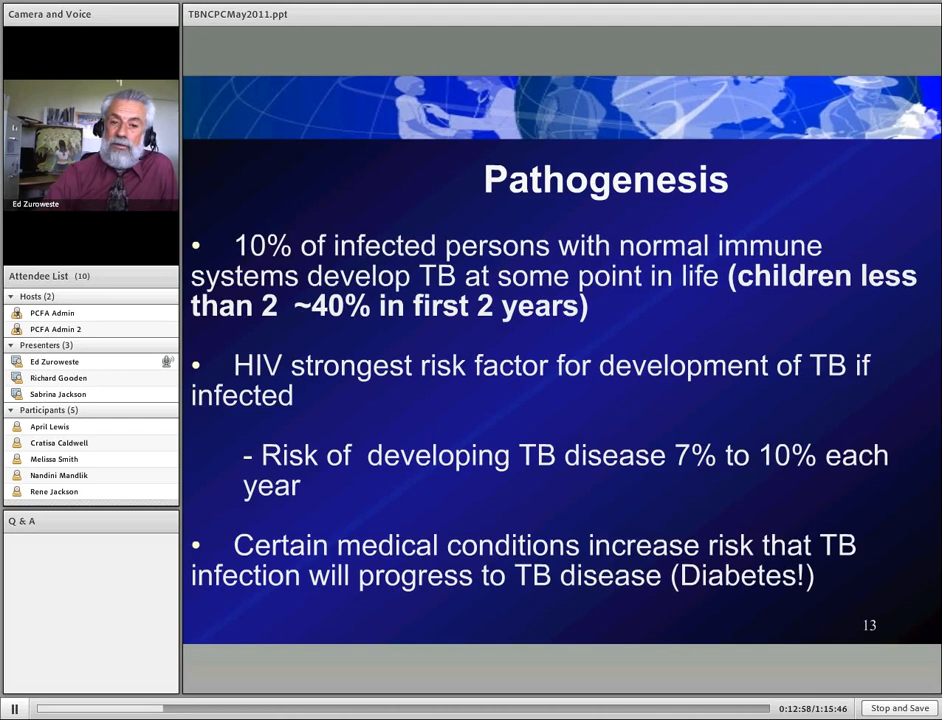 Camera and Voice
Ed Zuroweste
Attendee List (10)
Hosts (2)
PCFA Admin
PCFA Admin 2
Presenters (3)
Ed Zuroweste
Richard Gooden
Sabrina Jackson
Participants (5)
April Lewis
Cratisa Caldwell
Melissa Smith
Nandini Mandlik
Rene Jackson
Q & A
TBNCPCMay2011.ppt
Pathogenesis
• 10% of infected persons with normal immune
systems develop TB at some point in life (children less
than 2 ~40% in first 2 years)
• HIV strongest risk factor for development of TB if
infected
- Risk of developing TB disease 7% to 10% each
year
• Certain medical conditions increase risk that TB
infection will progress to TB disease (Diabetes!)
13
0:12:58/1:15:46
Stop and Save